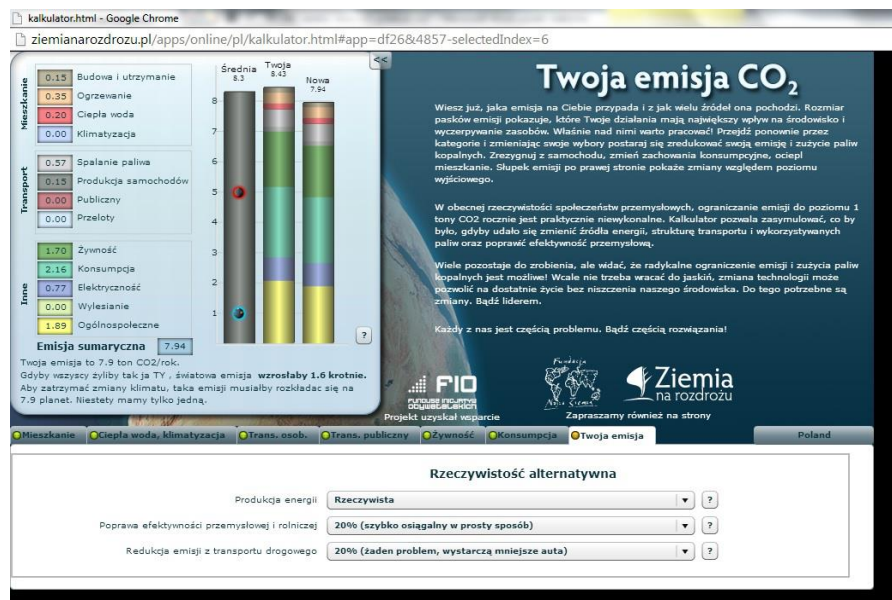 kalkulator.html - Google Chrome
ziemianarozdrozu.pl/apps/online/pl/kalkulator.html#app=df26&4857-selectedIndex=6
<<
Mieszkanie
0.15 Budowa i utrzymanie
0.35 Ogrzewanie
0.20 Ciepła woda
0.00 Klimatyzacja
Transport
0.57 Spalanie paliwa
0.15 Produkcja samochodów
0.00 Publiczny
0.00 Przeloty
Inne
1.70 Żywność
2.16 Konsumpcja
0.77 Elektryczność
0.00 Wylesianie
1.89 Ogólnospołeczne
Emisja sumaryczna 7.94
Średnia
8.3
Twoja
8.43
Nowa
7.94
8
7
6
5
4
3
2
1
?
Twoja emisja to 7.9 ton CO2/rok.
Gdyby wszyscy żyliby tak ja TY , światowa emisja wzrosłaby 1.6 krotnie.
Aby zatrzymać zmiany klimatu, taka emisji musiałby rozkładac się na
7.9 planet. Niestety mamy tylko jedną.
Twoja emisja CO2
Wiesz już, jaka emisja na Ciebie przypada i z jak wielu źródeł ona pochodzi. Rozmiar
pasków emisji pokazuje, które Twoje działania mają największy wpływ na środowisko i
wyczerpywanie zasobów. Właśnie nad nimi warto pracować! Przejdź ponownie przez
kategorie i zmieniając swoje wybory postaraj się zredukować swoją emisję i zużycie paliw
kopalnych. Zrezygnuj z samochodu, zmień zachowania konsumpcyjne, ociepl
mieszkanie. Słupek emisji po prawej stronie pokaże zmiany względem poziomu
wyjściowego.
W obecnej rzeczywistości społeczeństw przemysłowych, ograniczanie emisji do poziomu 1
tony CO2 rocznie jest praktycznie niewykonalne. Kalkulator pozwala zasymulować, co by
było, gdyby udało się zmienić źródła energii, strukturę transportu i wykorzystywanych
paliw oraz poprawić efektywność przemysłową.
Wiele pozostaje do zrobienia, ale widać, że radykalne ograniczenie emisji i zużycia paliw
kopalnych jest możliwe! Wcale nie trzeba wracać do jaskiń, zmiana technologii może
pozwolić na dostatnie życie bez niszczenia naszego środowiska. Do tego potrzebne są
zmiany. Bądź liderem.
Każdy z nas jest częścią problemu. Bądź częścią rozwiązania!
FIO
FUNDUSZ INICJATYW
OBYWATELSKICH
Projekt uzyskał wsparcie
Fundacja
Nasza Ziemia
Ziemia
na rozdrożu
Zapraszamy również na strony
Mieszkanie Ciepła woda, klimatyzacja Trans. osob. Trans. publiczny Żywność Konsumpcja Twoja emisja Poland
Rzeczywistość alternatywna
Produkcja energii Rzeczywista ?
Poprawa efektywności przemysłowej i rolniczej 20% (szybko osiągalny w prosty sposób) ?
Redukcja emisji z transportu drogowego 20% (żaden problem, wystarczą mniejsze auta) ?